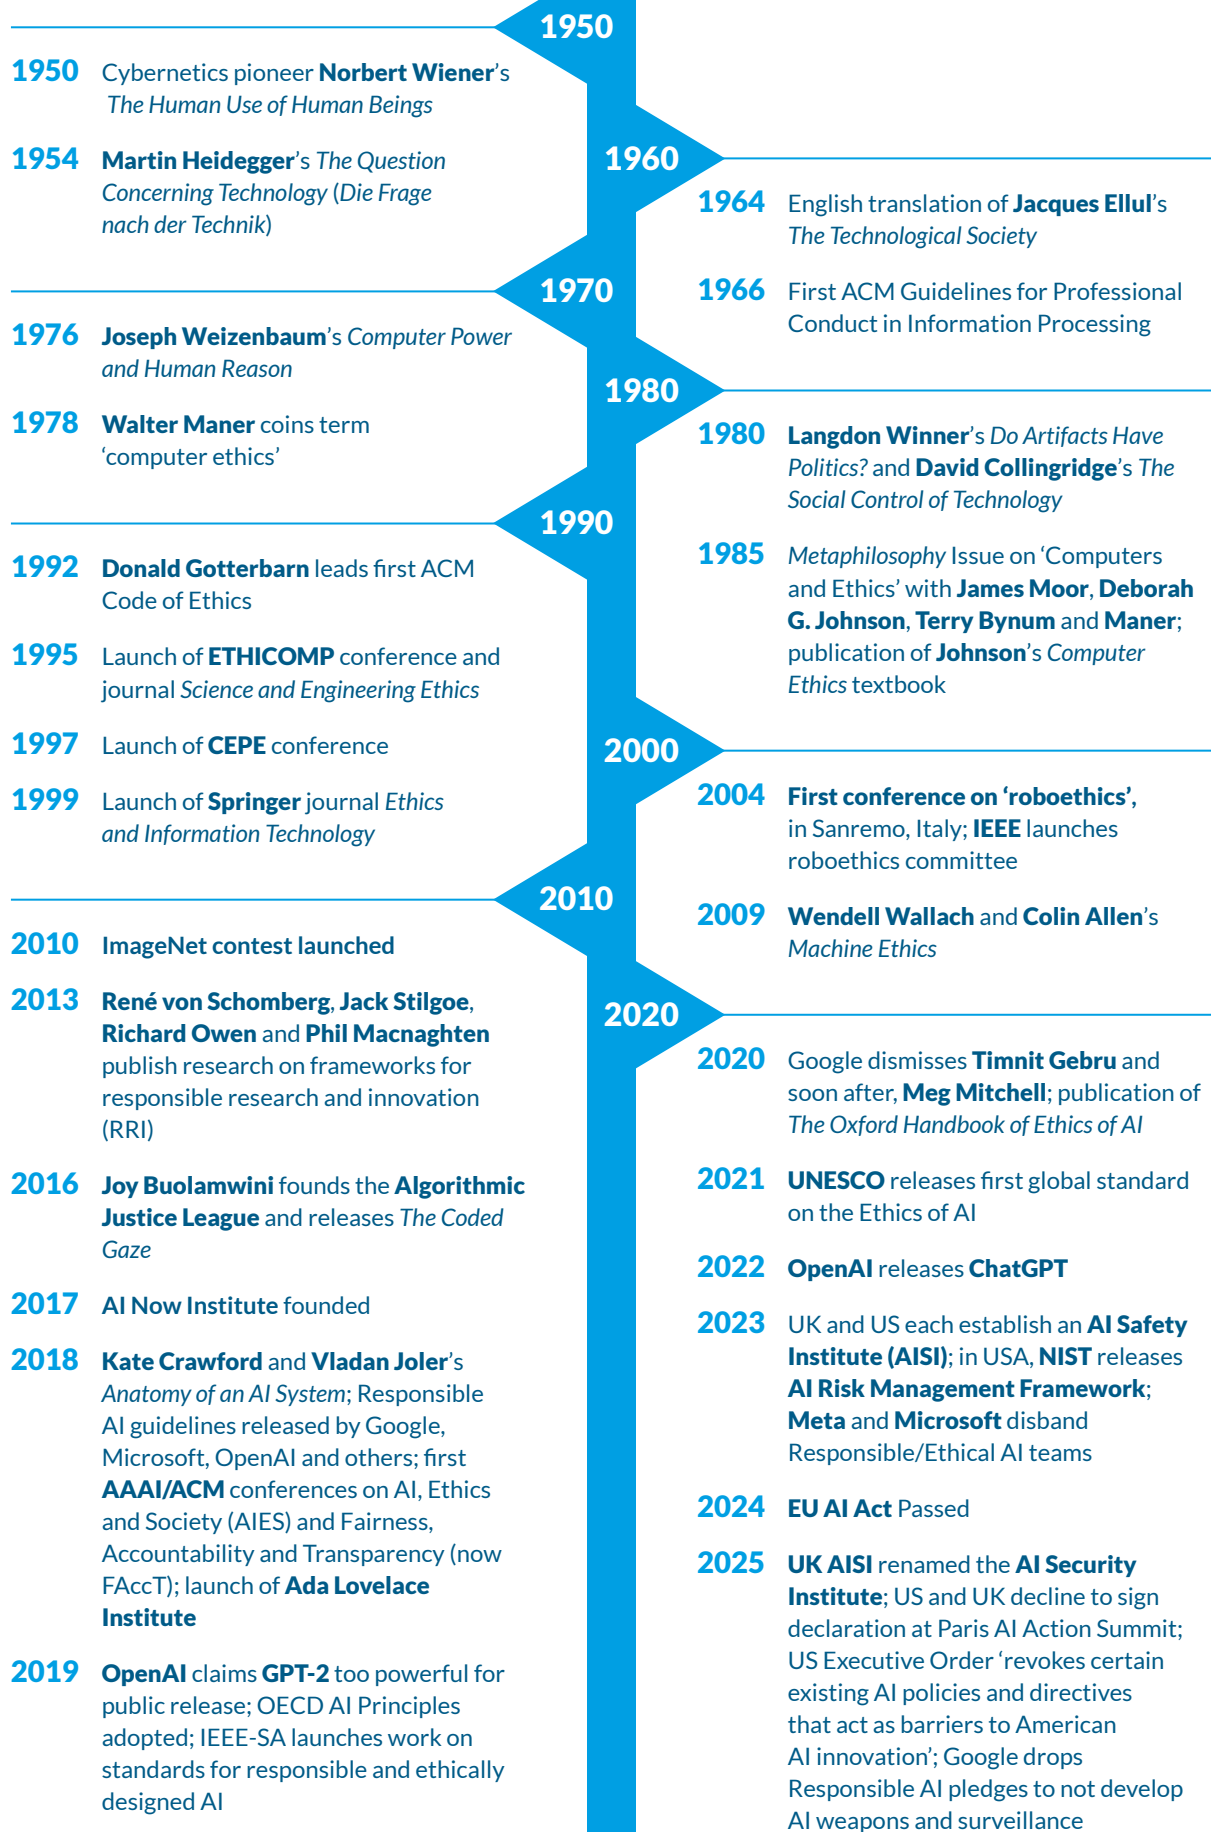 1950
1950 Cybernetics pioneer Norbert Wiener's
The Human Use of Human Beings
1954 Martin Heidegger's The Question
Concerning Technology (Die Frage
nach der Technik)
1960
1964 English translation of Jacques Ellul's
The Technological Society
1966 First ACM Guidelines for Professional
Conduct in Information Processing
1970
1976 Joseph Weizenbaum's Computer Power
and Human Reason
1978 Walter Maner coins term
‘computer ethics’
1980
1980 Langdon Winner's Do Artifacts Have
Politics? and David Collingridge's The
Social Control of Technology
1985 Metaphilosophy Issue on ‘Computers
and Ethics’ with James Moor, Deborah
G. Johnson, Terry Bynum and Maner;
publication of Johnson's Computer
Ethics textbook
1990
1992 Donald Gotterbarn leads first ACM
Code of Ethics
1995 Launch of ETHICOMP conference and
journal Science and Engineering Ethics
1997 Launch of CEPE conference
1999 Launch of Springer journal Ethics
and Information Technology
2000
2004 First conference on ‘roboethics’,
in Sanremo, Italy; IEEE launches
roboethics committee
2009 Wendell Wallach and Colin Allen's
Machine Ethics
2010
2010 ImageNet contest launched
2013 René von Schomberg, Jack Stilgoe,
Richard Owen and Phil Macnaghten
publish research on frameworks for
responsible research and innovation
(RRI)
2016 Joy Buolamwini founds the Algorithmic
Justice League and releases The Coded
Gaze
2017 AI Now Institute founded
2018 Kate Crawford and Vladan Joler's
Anatomy of an AI System; Responsible
AI guidelines released by Google,
Microsoft, OpenAI and others; first
AAAI/ACM conferences on AI, Ethics
and Society (AIES) and Fairness,
Accountability and Transparency (now
FAccT); launch of Ada Lovelace
Institute
2019 OpenAI claims GPT-2 too powerful for
public release; OECD AI Principles
adopted; IEEE-SA launches work on
standards for responsible and ethically
designed AI
2020
2020 Google dismisses Timnit Gebru and
soon after, Meg Mitchell; publication of
The Oxford Handbook of Ethics of AI
2021 UNESCO releases first global standard
on the Ethics of AI
2022 OpenAI releases ChatGPT
2023 UK and US each establish an AI Safety
Institute (AISI); in USA, NIST releases
AI Risk Management Framework;
Meta and Microsoft disband
Responsible/Ethical AI teams
2024 EU AI Act Passed
2025 UK AISI renamed the AI Security
Institute; US and UK decline to sign
declaration at Paris AI Action Summit;
US Executive Order ‘revokes certain
existing AI policies and directives
that act as barriers to American
AI innovation’; Google drops
Responsible AI pledges to not develop
AI weapons and surveillance